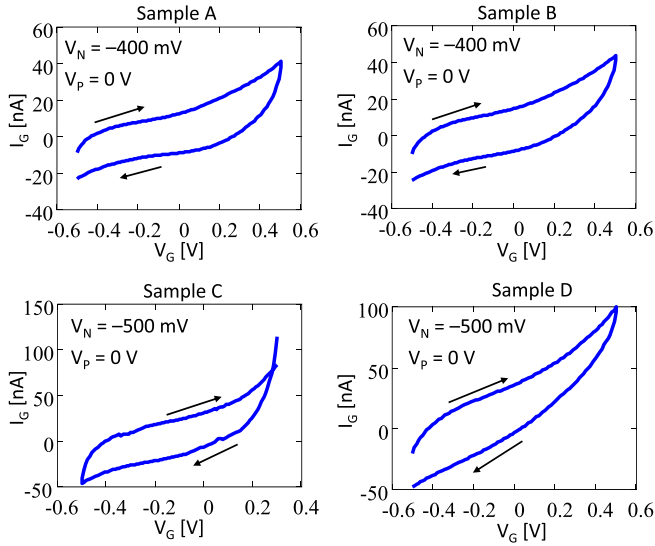 Sample A
V_N = –400 mV
V_P = 0 V
I_G [nA]
60
40
20
0
-20
-40
-0.6 -0.4 -0.2 0 0.2 0.4 0.6
V_G [V]
Sample B
V_N = –400 mV
V_P = 0 V
I_G [nA]
60
40
20
0
-20
-40
-0.6 -0.4 -0.2 0 0.2 0.4 0.6
V_G [V]
Sample C
V_N = –500 mV
V_P = 0 V
I_G [nA]
150
100
50
0
-50
-0.6 -0.4 -0.2 0 0.2 0.4
V_G [V]
Sample D
V_N = –500 mV
V_P = 0 V
I_G [nA]
100
50
0
-50
-0.6 -0.4 -0.2 0 0.2 0.4 0.6
V_G [V]